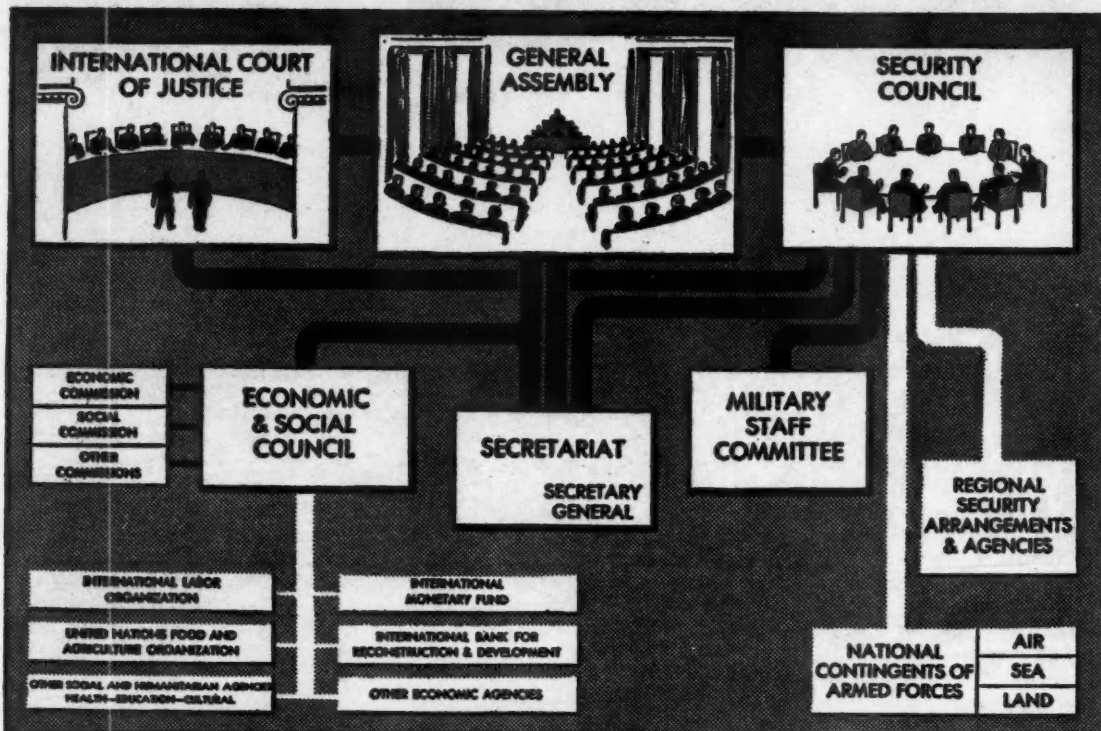 INTERNATIONAL COURT
OF JUSTICE
GENERAL
ASSEMBLY
SECURITY
COUNCIL
ECONOMIC
COMMISSION
SOCIAL
COMMISSION
OTHER
COMMISSIONS
ECONOMIC
& SOCIAL
COUNCIL
SECRETARIAT
SECRETARY
GENERAL
MILITARY
STAFF
COMMITTEE
REGIONAL
SECURITY
ARRANGEMENTS
& AGENCIES
INTERNATIONAL LABOR
ORGANIZATION
UNITED NATIONS FOOD AND
AGRICULTURE ORGANIZATION
OTHER SOCIAL AND HUMANITARIAN AGENCIES
HEALTH—EDUCATION—CULTURAL
INTERNATIONAL
MONETARY FUND
INTERNATIONAL BANK FOR
RECONSTRUCTION & DEVELOPMENT
OTHER ECONOMIC AGENCIES
NATIONAL
CONTINGENTS OF
ARMED FORCES
AIR
SEA
LAND